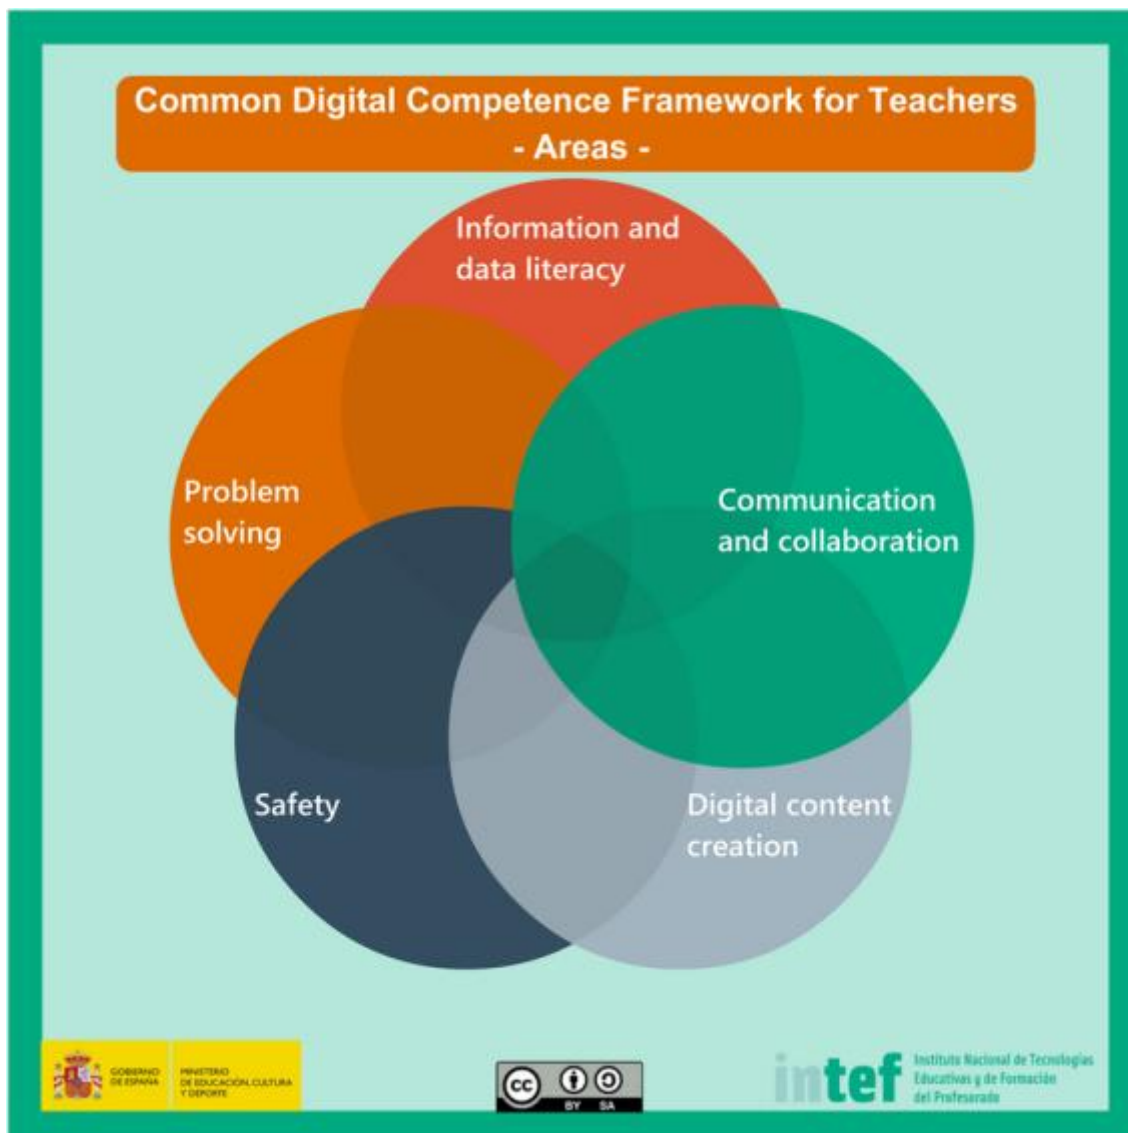 Common Digital Competence Framework for Teachers
- Areas -
Information and
data literacy
Problem
solving
Communication
and collaboration
Safety
Digital content
creation
GOBIERNO
DE ESPAÑA
MINISTERIO
DE EDUCACIÓN, CULTURA
Y DEPORTE
cc
BY SA
intef
Instituto Nacional de Tecnologías
Educativas y de Formación
del Profesorado